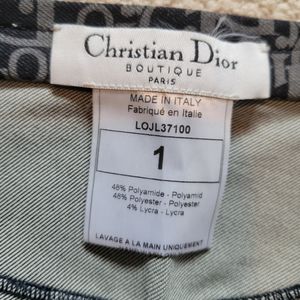 Christian Dior
BOUTIQUE
PARIS
MADE IN ITALY
Fabriqué en Italie
LOJL37100
1
48% Polyamide - Polyamid
48% Polyester - Polyester
4% Lycra - Lycra
LAVAGE A LA MAIN UNIQUEMENT